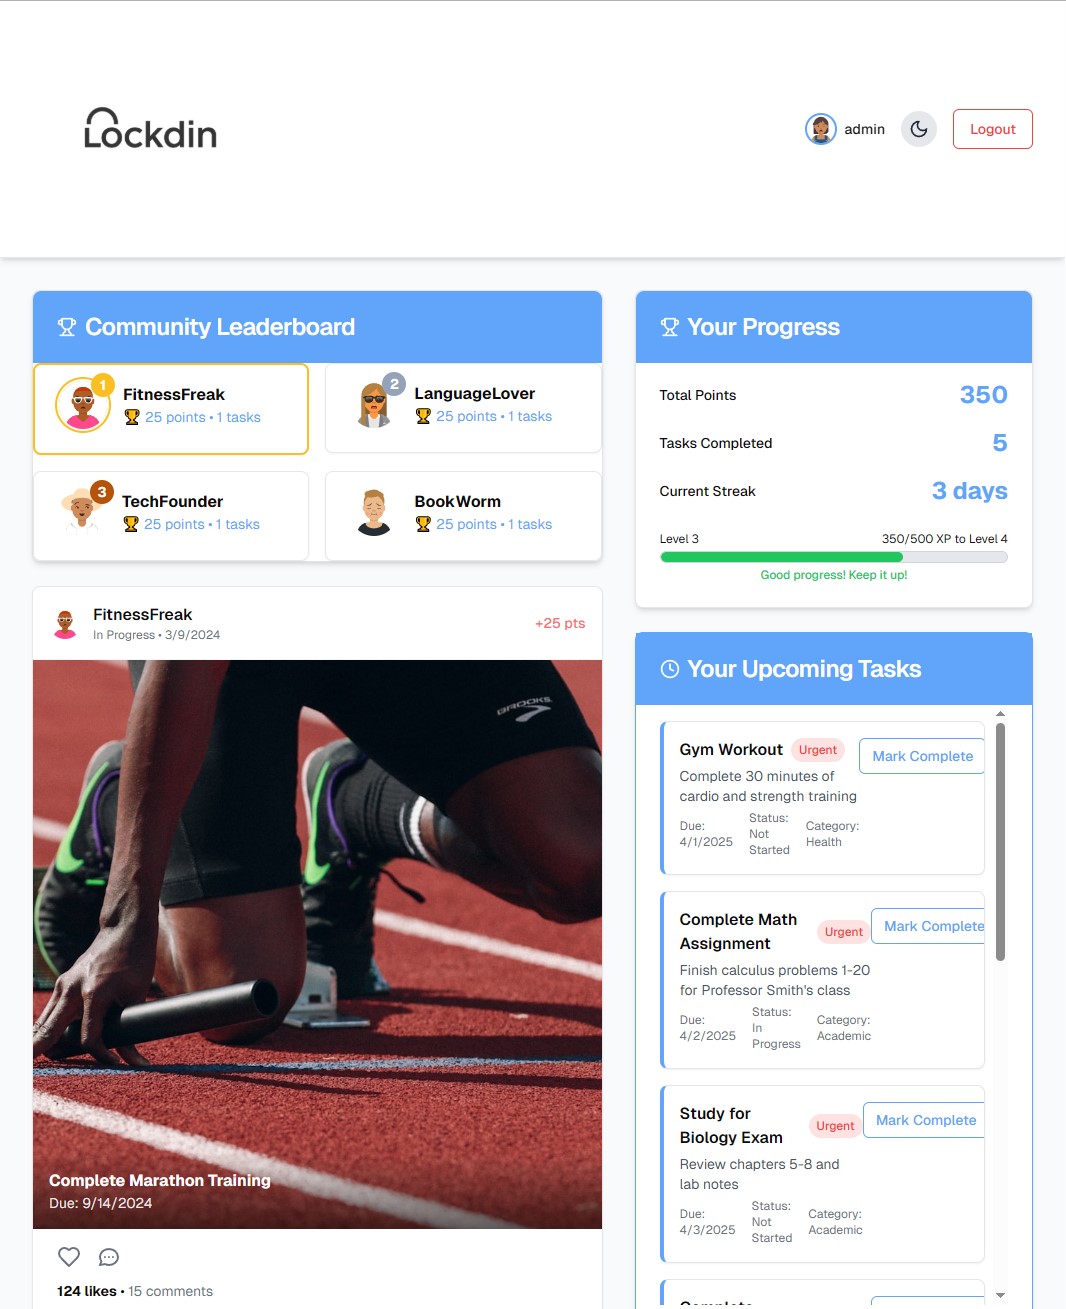 Lockdin
admin
Logout
Community Leaderboard
1
FitnessFreak
25 points • 1 tasks
2
LanguageLover
25 points • 1 tasks
3
TechFounder
25 points • 1 tasks
BookWorm
25 points • 1 tasks
FitnessFreak
In Progress • 3/9/2024
+25 pts
BROOKS
Complete Marathon Training
Due: 9/14/2024
124 likes • 15 comments
Your Progress
Total Points
350
Tasks Completed
5
Current Streak
3 days
Level 3
350/500 XP to Level 4
Good progress! Keep it up!
Your Upcoming Tasks
Gym Workout
Urgent
Mark Complete
Complete 30 minutes of
cardio and strength training
Due:
4/1/2025
Status:
Not
Started
Category:
Health
Complete Math
Assignment
Urgent
Mark Complete
Finish calculus problems 1-20
for Professor Smith's class
Due:
4/2/2025
Status:
In
Progress
Category:
Academic
Study for
Biology Exam
Urgent
Mark Complete
Review chapters 5-8 and
lab notes
Due:
4/3/2025
Status:
Not
Started
Category:
Academic
Complete